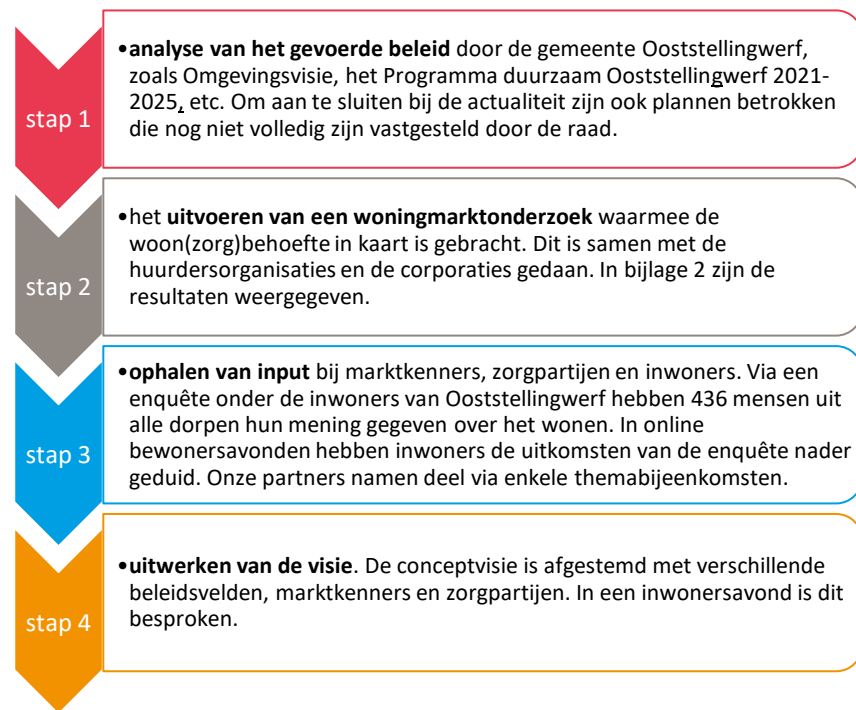 stap 1
•analyse van het gevoerde beleid door de gemeente Ooststellingwerf,
zoals Omgevingsvisie, het Programma duurzaam Ooststellingwerf 2021-
2025, etc. Om aan te sluiten bij de actualiteit zijn ook plannen betrokken
die nog niet volledig zijn vastgesteld door de raad.
stap 2
•het uitvoeren van een woningmarktonderzoek waarmee de
woon(zorg)behoefte in kaart is gebracht. Dit is samen met de
huurdersorganisaties en de corporaties gedaan. In bijlage 2 zijn de
resultaten weergegeven.
stap 3
•ophalen van input bij marktkenners, zorgpartijen en inwoners. Via een
enquête onder de inwoners van Ooststellingwerf hebben 436 mensen uit
alle dorpen hun mening gegeven over het wonen. In online
bewonersavonden hebben inwoners de uitkomsten van de enquête nader
geduid. Onze partners namen deel via enkele themabijeenkomsten.
stap 4
•uitwerken van de visie. De conceptvisie is afgestemd met verschillende
beleidsvelden, marktkenners en zorgpartijen. In een inwonersavond is dit
besproken.